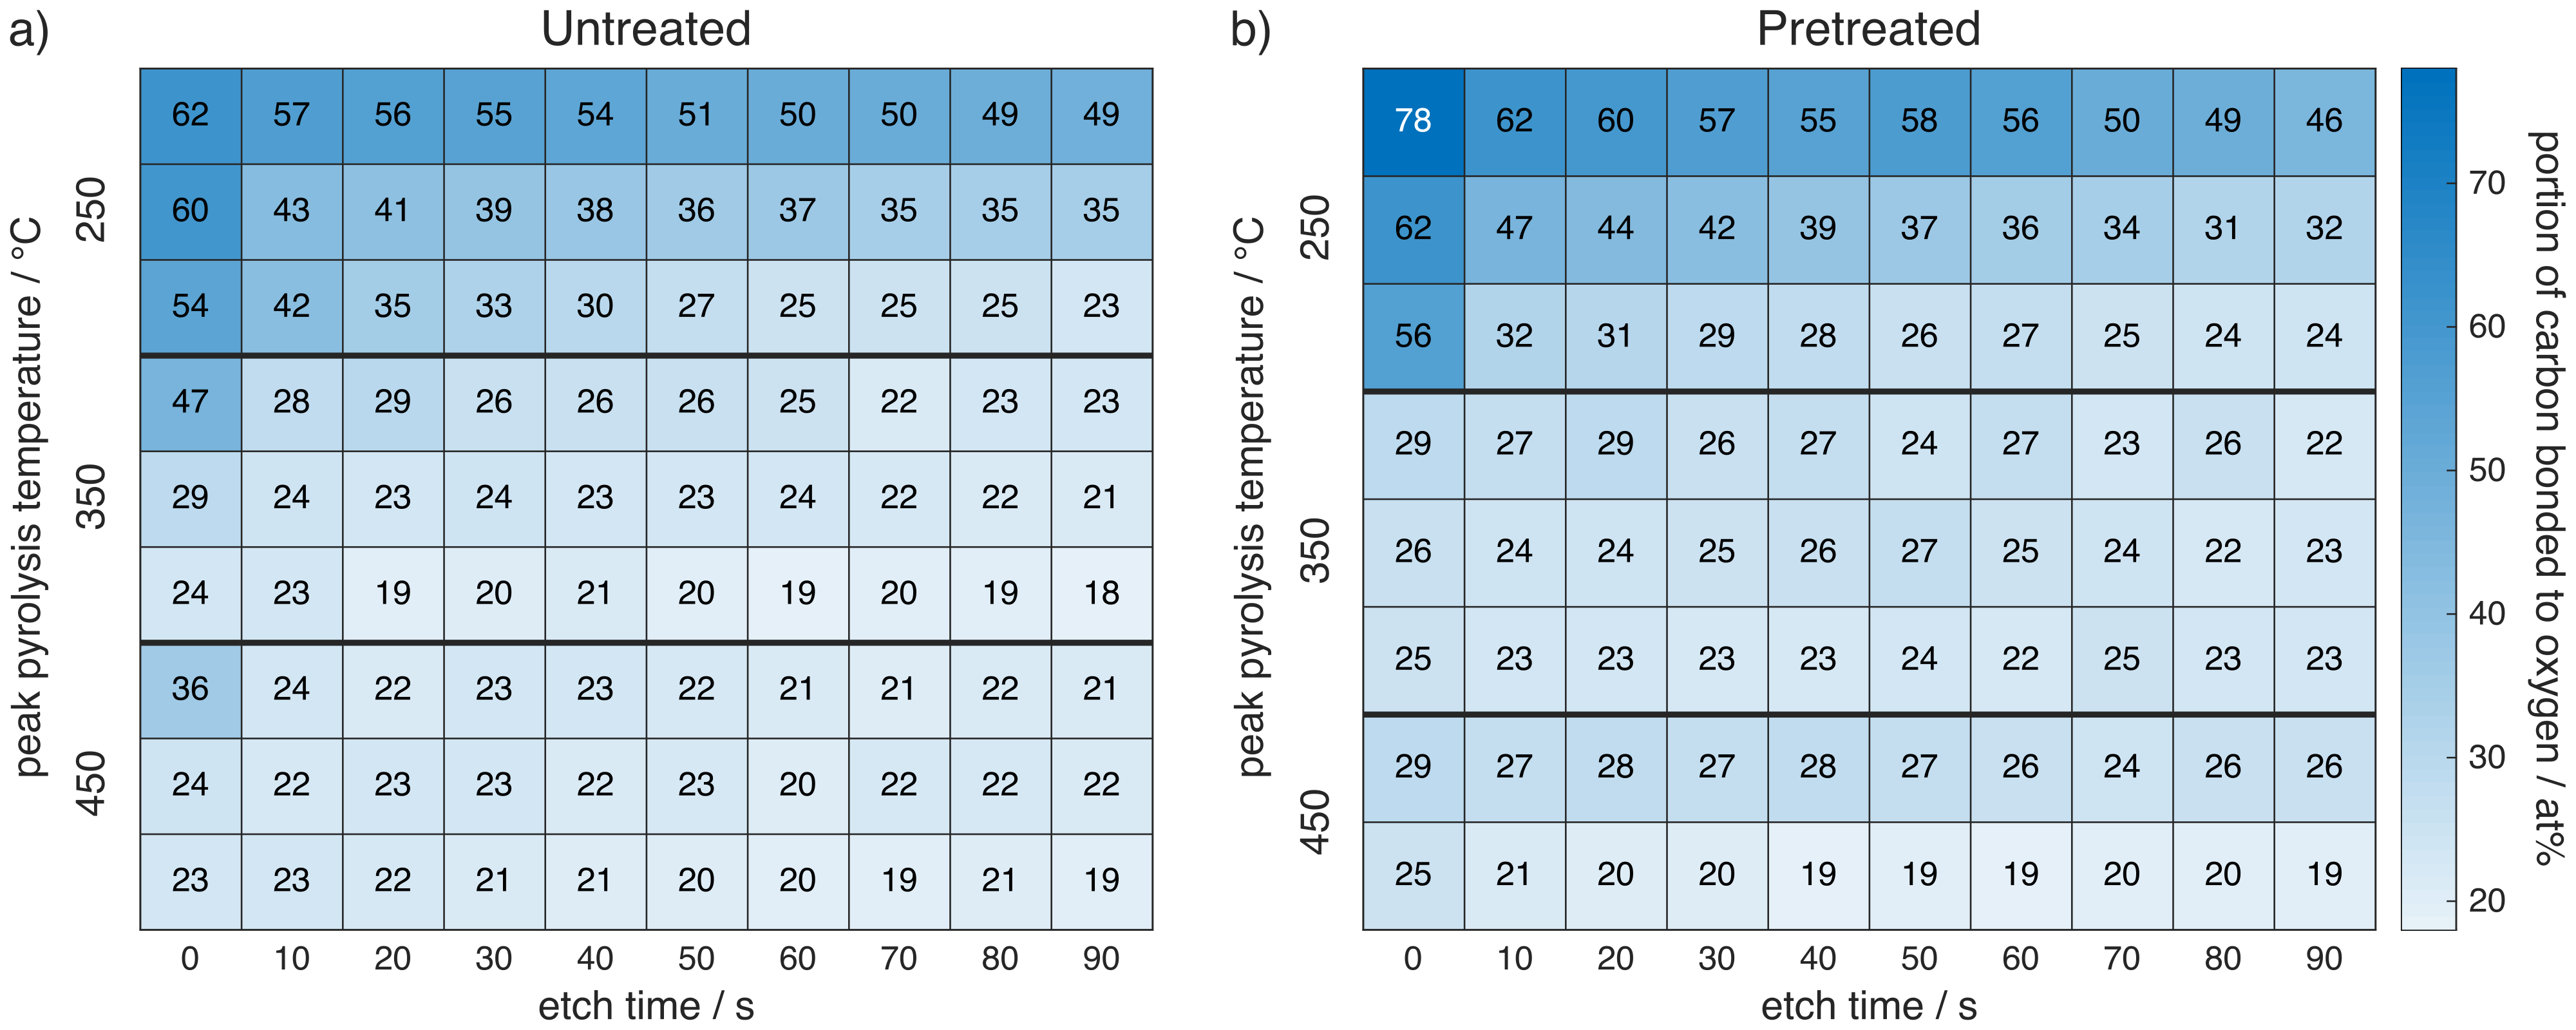 a)
Untreated
62 57 56 55 54 51 50 50 49 49
60 43 41 39 38 36 37 35 35 35
54 42 35 33 30 27 25 25 25 23
47 28 29 26 26 26 25 22 23 23
29 24 23 24 23 23 24 22 22 21
24 23 19 20 21 20 19 20 19 18
36 24 22 23 23 22 21 21 22 21
24 22 23 23 22 23 20 22 22 22
23 23 22 21 21 20 20 19 21 19
250
350
450
peak pyrolysis temperature / °C
0 10 20 30 40 50 60 70 80 90
etch time / s
b)
Pretreated
78 62 60 57 55 58 56 50 49 46
62 47 44 42 39 37 36 34 31 32
56 32 31 29 28 26 27 25 24 24
29 27 29 26 27 24 27 23 26 22
26 24 24 25 26 27 25 24 22 23
25 23 23 23 23 24 22 25 23 23
29 27 28 27 28 27 26 24 26 26
25 21 20 20 19 19 19 20 20 19
250
350
450
peak pyrolysis temperature / °C
0 10 20 30 40 50 60 70 80 90
etch time / s
70
60
50
40
30
20
portion of carbon bonded to oxygen / at%